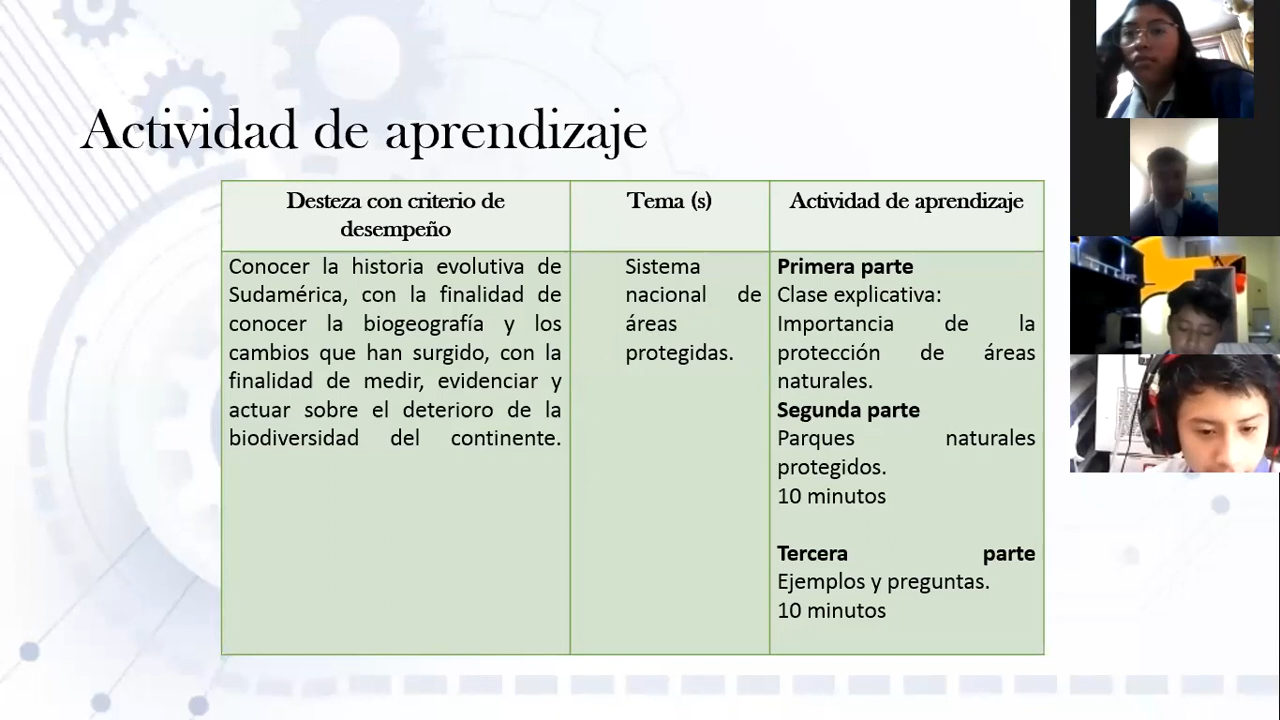 Actividad de aprendizaje
Desteza con criterio de
desempeño
Tema (s)
Actividad de aprendizaje
Conocer la historia evolutiva de
Sudamérica, con la finalidad de
conocer la biogeografía y los
cambios que han surgido, con la
finalidad de medir, evidenciar y
actuar sobre el deterioro de la
biodiversidad del continente.
Sistema
nacional de
áreas
protegidas.
Primera parte
Clase explicativa:
Importancia de la
protección de áreas
naturales.
Segunda parte
Parques naturales
protegidos.
10 minutos
Tercera parte
Ejemplos y preguntas.
10 minutos